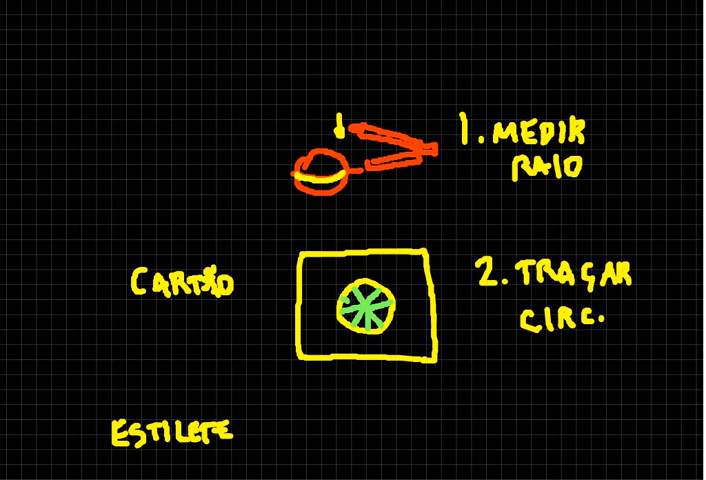 1. MEDIR
RAIO
CARTÃO
2. TRAÇAR
CIRC.
ESTILETE